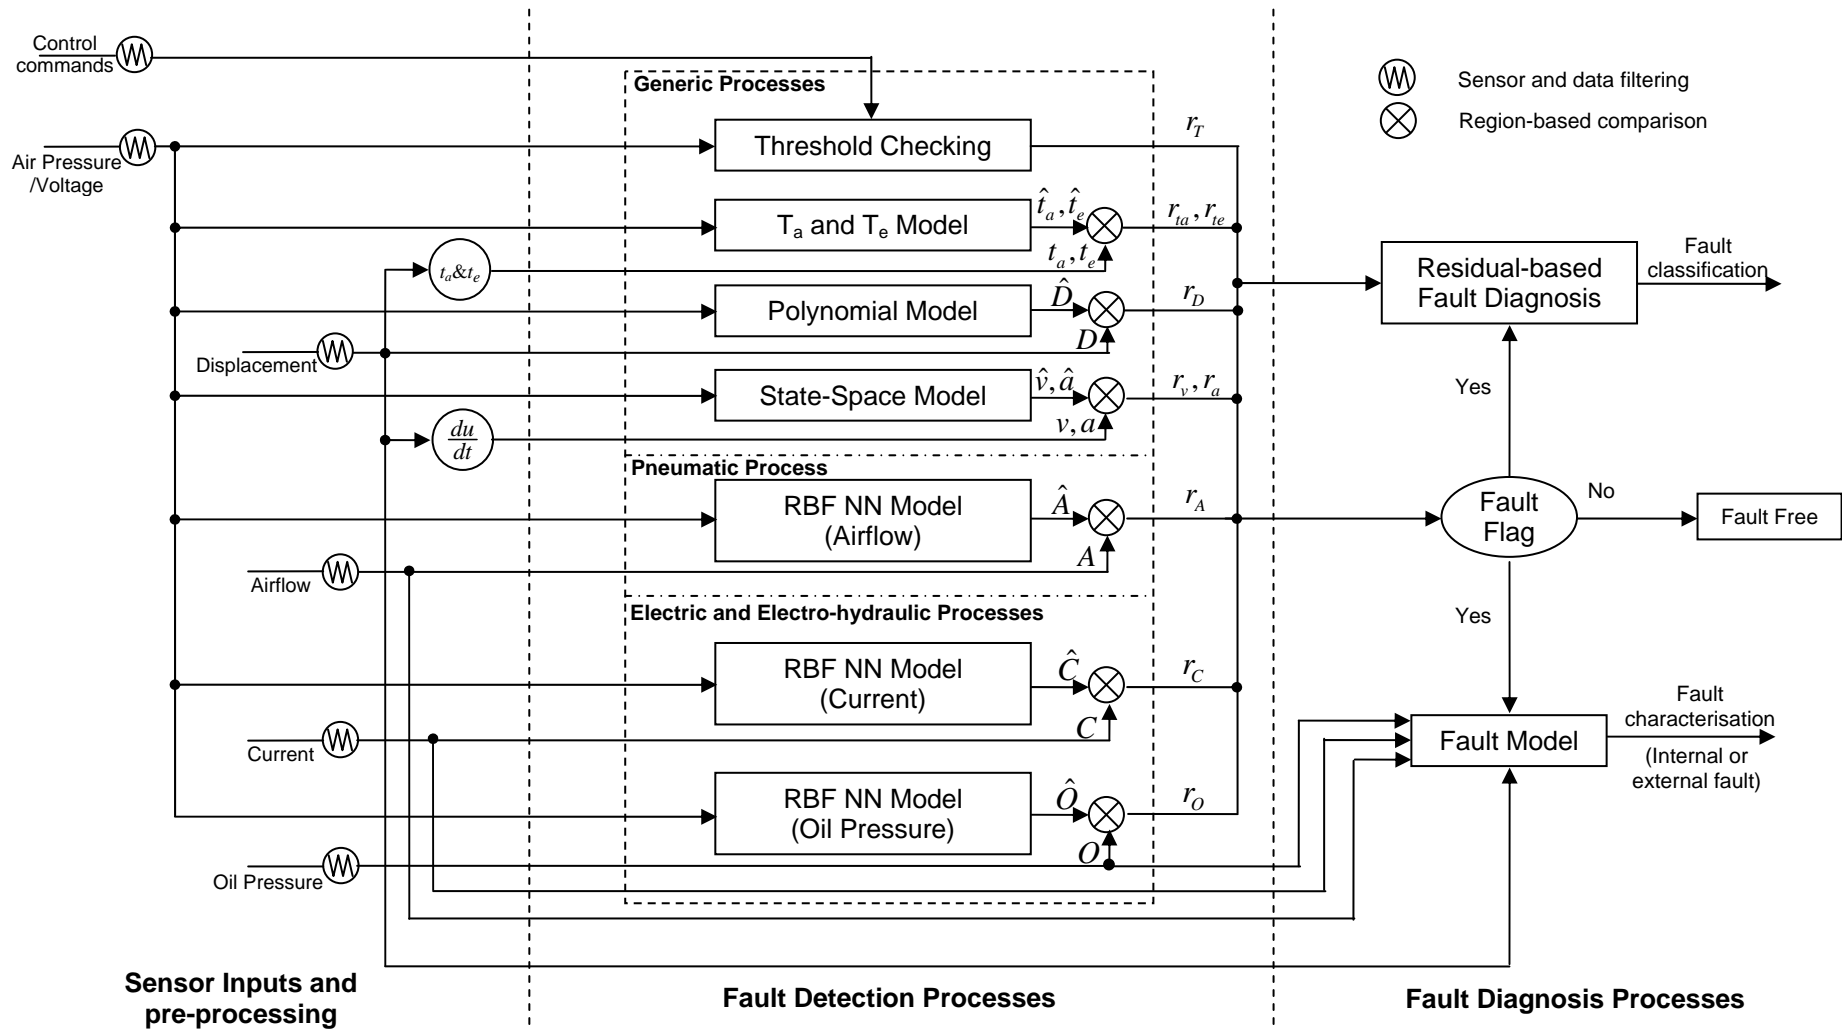 Control
commands
Air Pressure
/Voltage
Displacement
Airflow
Current
Oil Pressure
t_a&t_e
du
dt
Generic Processes
Threshold Checking
r_T
T_a and T_e Model
t̂_a, t̂_e
t_a, t_e
r_ta, r_te
Polynomial Model
D̂
D
r_D
State-Space Model
v̂, â
v, a
r_v, r_a
Pneumatic Process
RBF NN Model
(Airflow)
Â
A
r_A
Electric and Electro-hydraulic Processes
RBF NN Model
(Current)
Ĉ
C
r_C
RBF NN Model
(Oil Pressure)
Ô
O
r_O
Sensor and data filtering
Region-based comparison
Residual-based
Fault Diagnosis
Fault
classification
Yes
Fault
Flag
No
Fault Free
Yes
Fault Model
Fault
characterisation
(Internal or
external fault)
Sensor Inputs and
pre-processing
Fault Detection Processes
Fault Diagnosis Processes